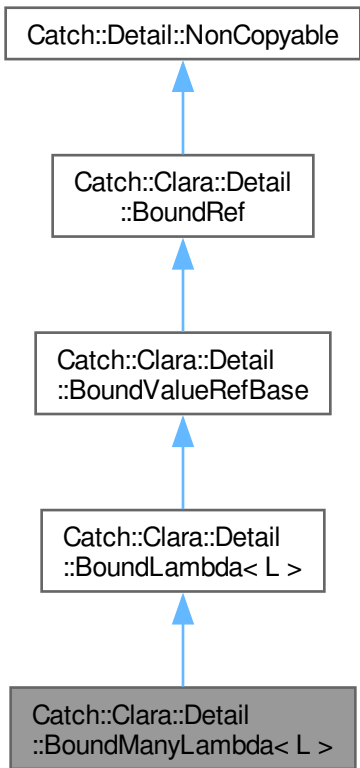 Catch::Detail::NonCopyable
Catch::Clara::Detail
::BoundRef
Catch::Clara::Detail
::BoundValueRefBase
Catch::Clara::Detail
::BoundLambda< L >
Catch::Clara::Detail
::BoundManyLambda< L >